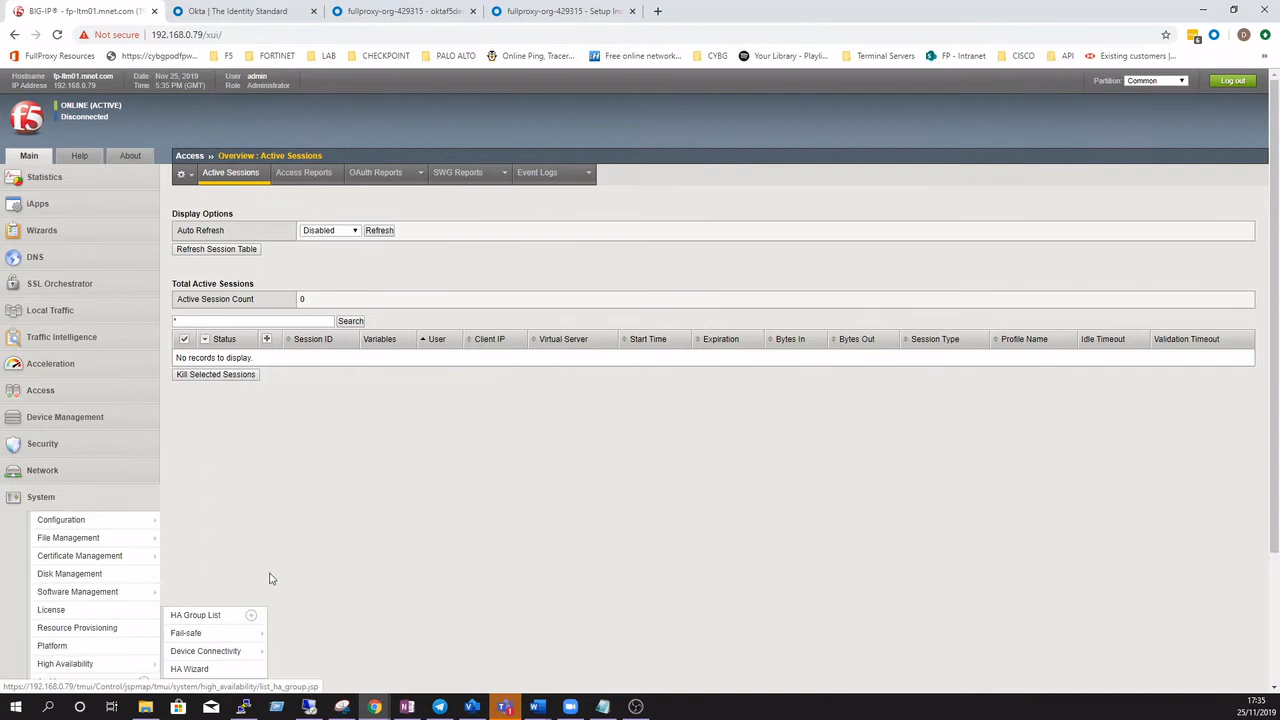 BIG-IP® - fp-ltm01.mnet.com (19
Okta | The Identity Standard
fullproxy-org-429315 - oktaf5de
fullproxy-org-429315 - Setup In
Not secure | 192.168.0.79/xui/
FullProxy Resources
https://cybgpodfpw...
F5
FORTINET
LAB
CHECKPOINT
PALO ALTO
Online Ping, Tracer...
Free online network...
CYBG
Your Library - Playli...
Terminal Servers
FP - Intranet
CISCO
API
Existing customers /...
Hostname fp-ltm01.mnet.com Date Nov 25, 2019 User admin
IP Address 192.168.0.79 Time 5:35 PM (GMT) Role Administrator
Partition: Common
Log out
f5
ONLINE (ACTIVE)
Disconnected
Main Help About
Access » Overview : Active Sessions
Active Sessions Access Reports OAuth Reports SWG Reports Event Logs
Statistics
iApps
Wizards
DNS
SSL Orchestrator
Local Traffic
Traffic Intelligence
Acceleration
Access
Device Management
Security
Network
System
Configuration
File Management
Certificate Management
Disk Management
Software Management
License
Resource Provisioning
Platform
High Availability
HA Group List
Fail-safe
Device Connectivity
HA Wizard
Display Options
Auto Refresh Disabled Refresh
Refresh Session Table
Total Active Sessions
Active Session Count 0
* Search
Status Session ID Variables User Client IP Virtual Server Start Time Expiration Bytes In Bytes Out Session Type Profile Name Idle Timeout Validation Timeout
No records to display.
Kill Selected Sessions
https://192.168.0.79/tmui/Control/jspmap/tmui/system/high_availability/list_ha_group.jsp
17:35
25/11/2019